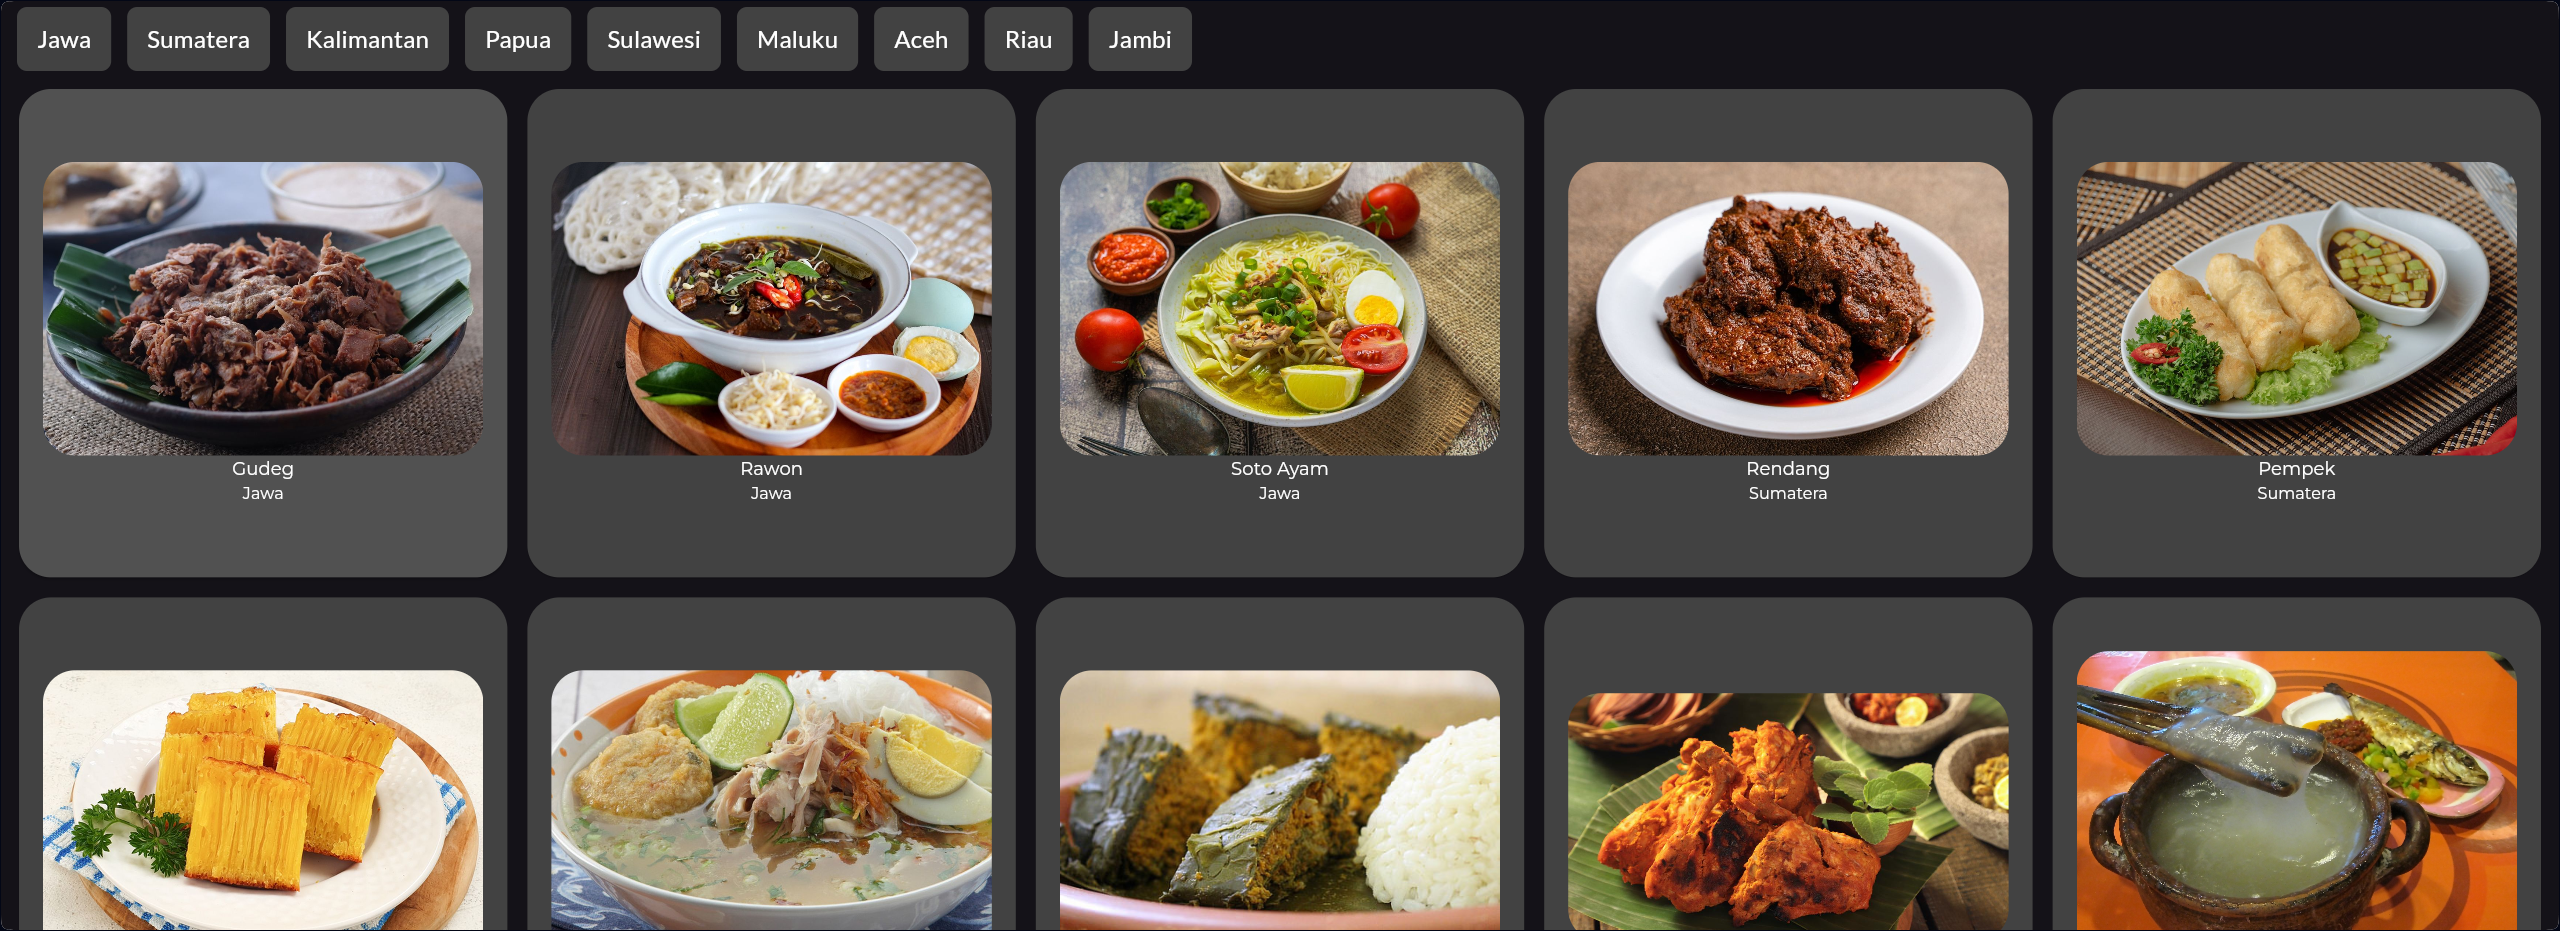 Jawa
Sumatera
Kalimantan
Papua
Sulawesi
Maluku
Aceh
Riau
Jambi
Gudeg
Jawa
Rawon
Jawa
Soto Ayam
Jawa
Rendang
Sumatera
Pempek
Sumatera